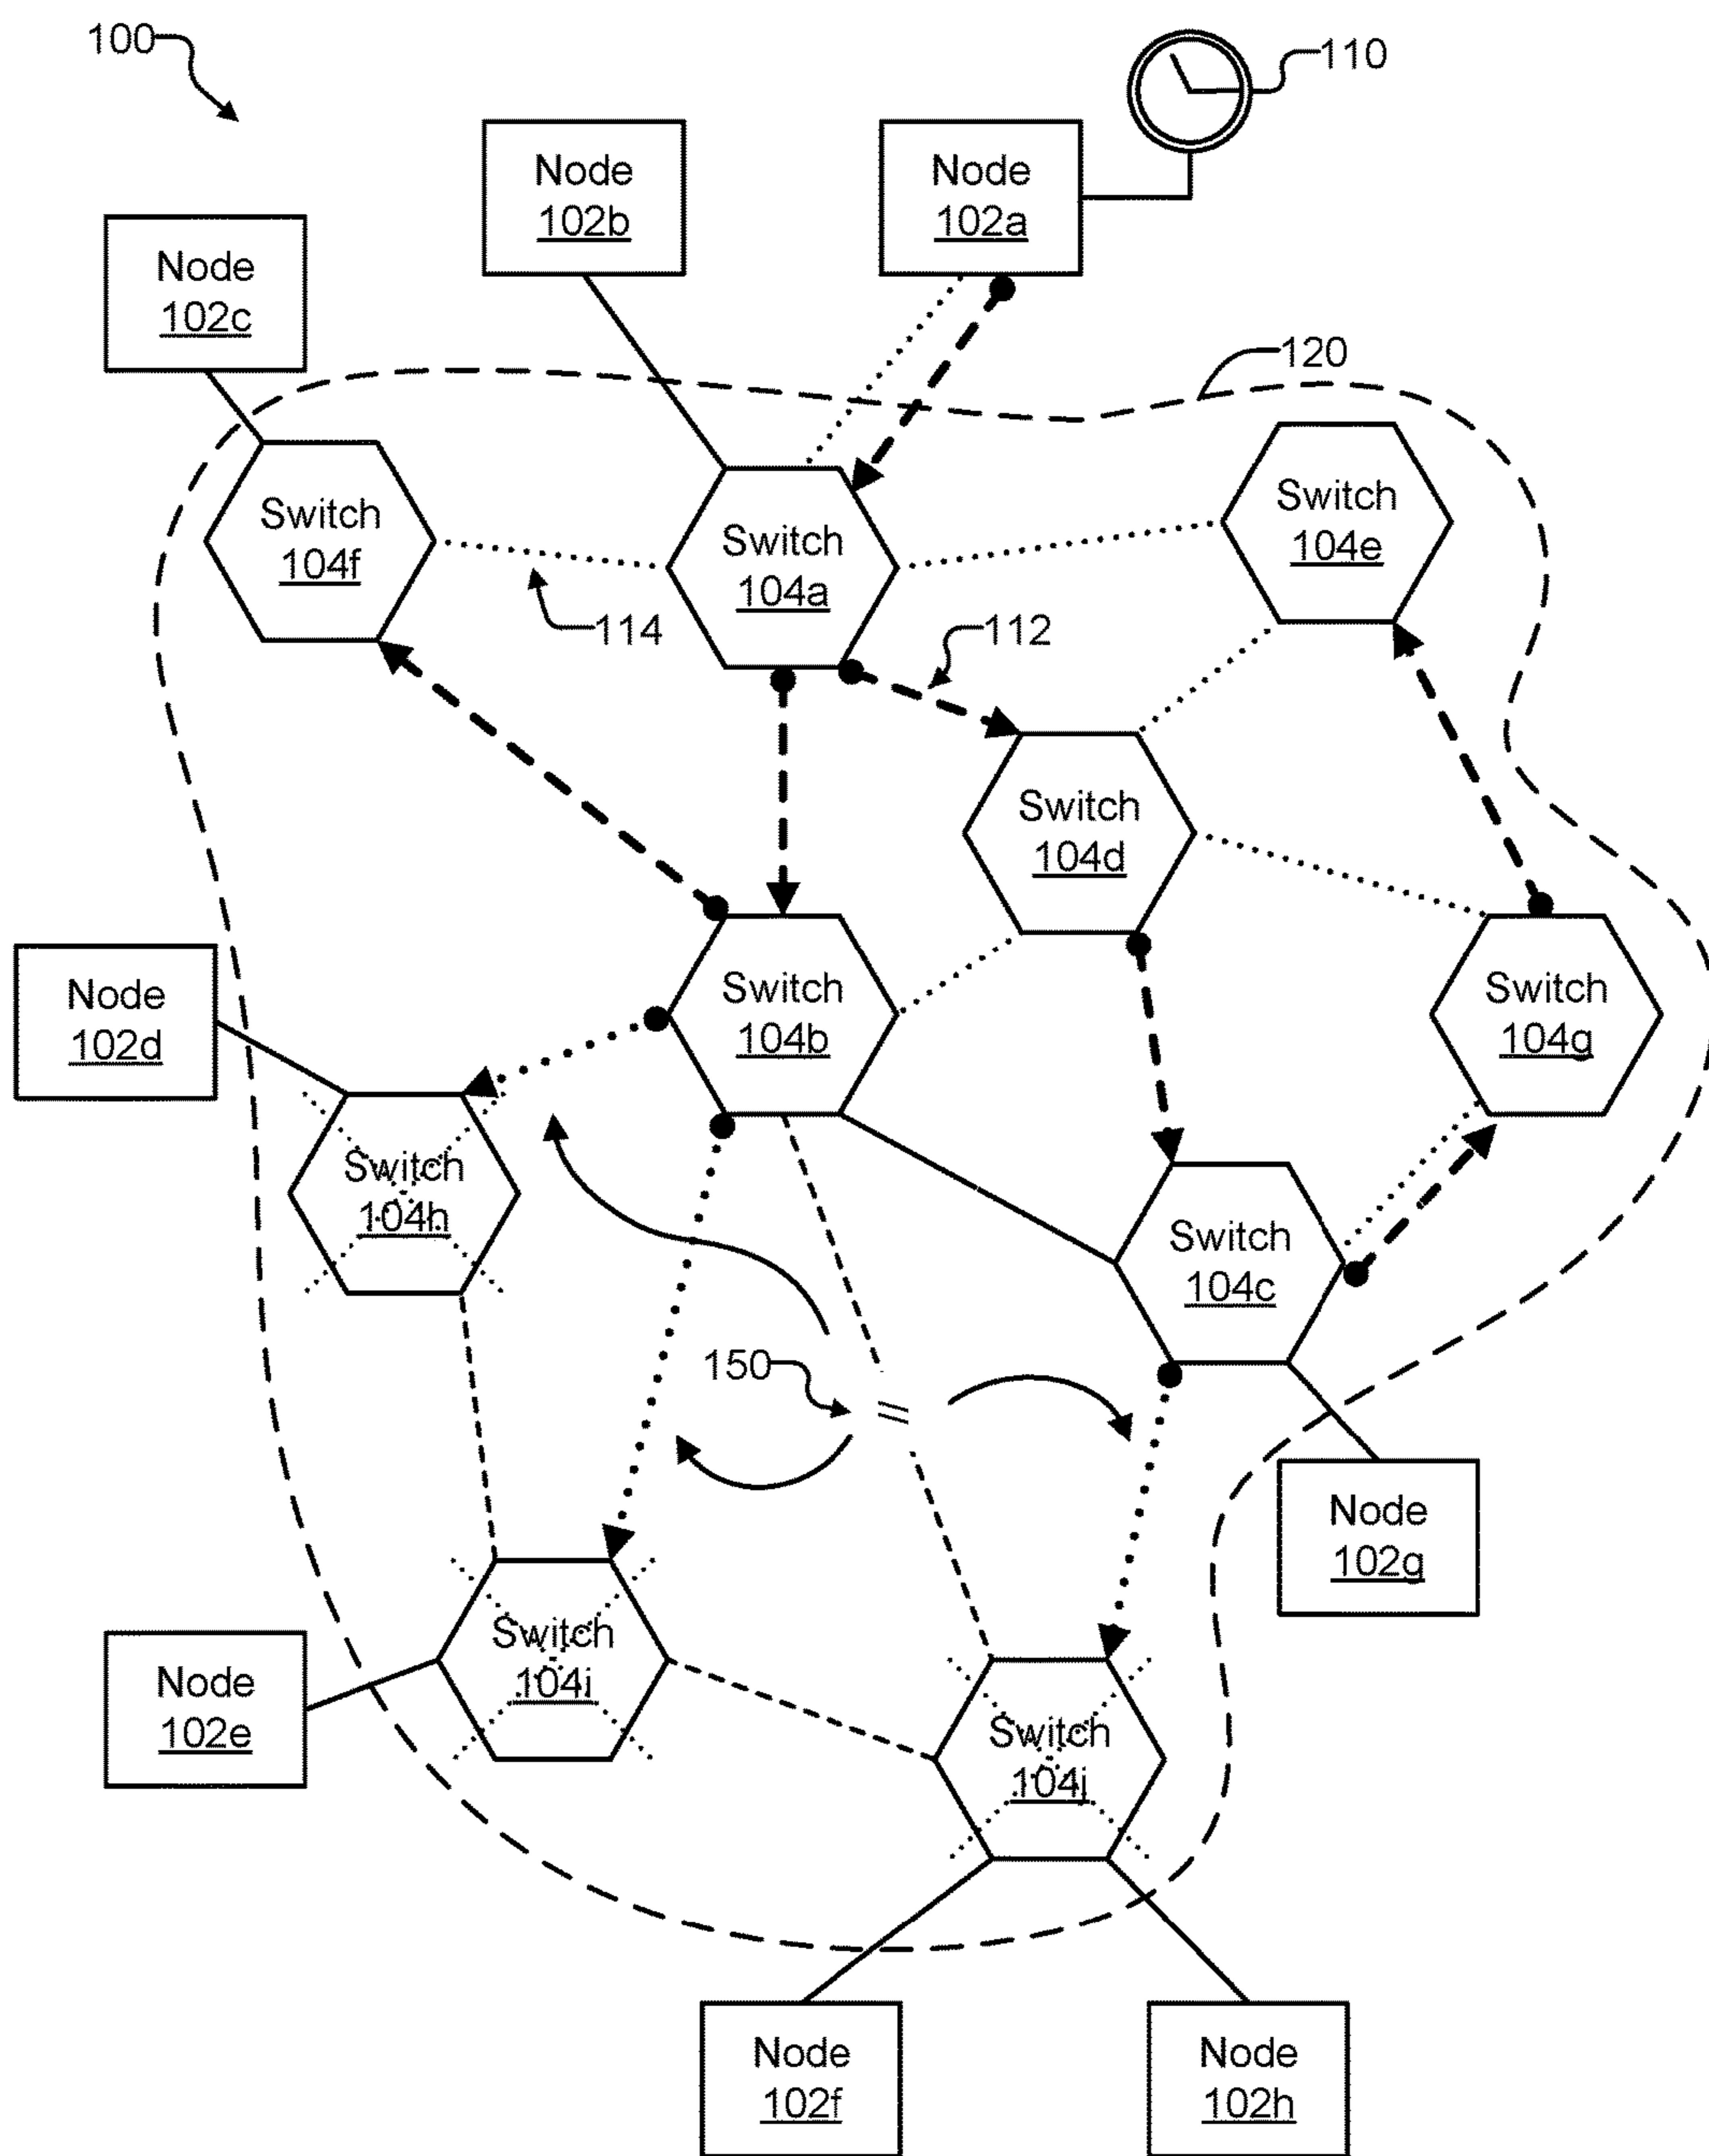 100
110
Node
102b
Node
102a
Node
102c
120
Switch
104f
Switch
104a
Switch
104e
114
112
Switch
104d
Node
102d
Switch
104b
Switch
104g
Switch
104h
Switch
104c
150
Node
102g
Switch
104i
Node
102e
Switch
104j
Node
102f
Node
102h